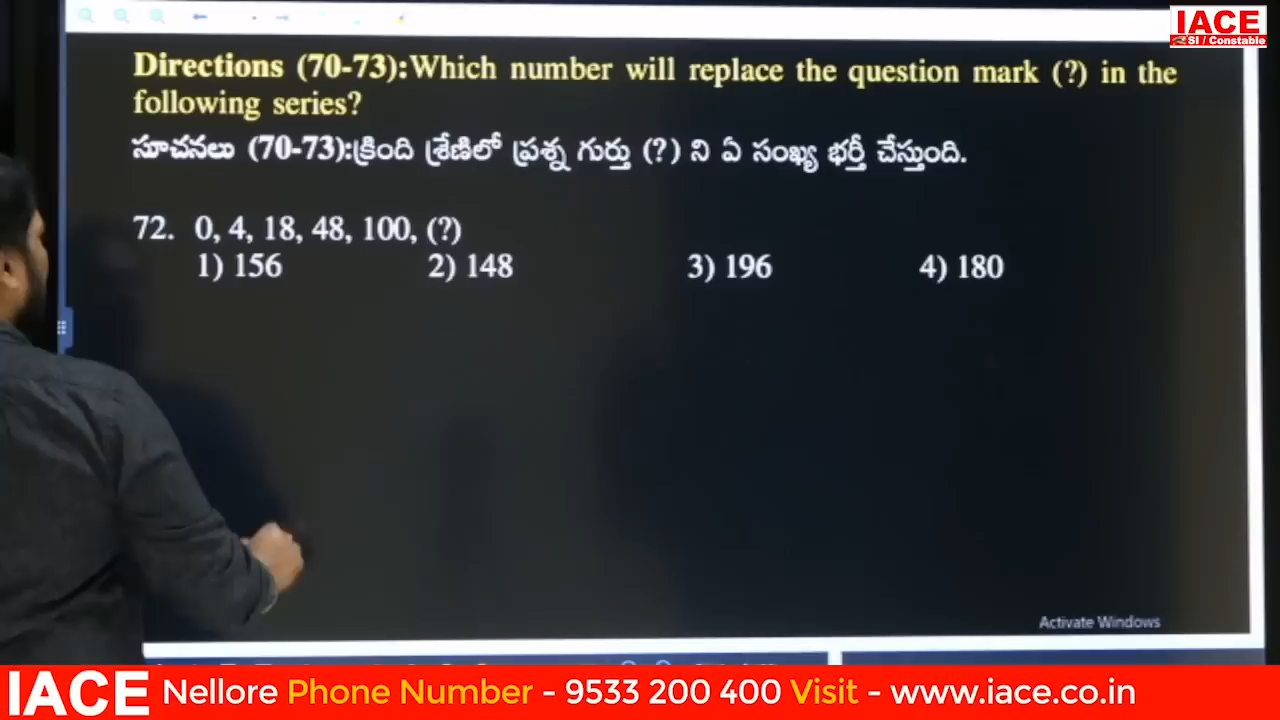 IACE
SI / Constable
Directions (70-73):Which number will replace the question mark (?) in the
following series?
సూచనలు (70-73):క్రింది శ్రేణిలో ప్రశ్న గుర్తు (?) ని ఏ సంఖ్య భర్తీ చేస్తుంది.
72. 0, 4, 18, 48, 100, (?)
1) 156 2) 148 3) 196 4) 180
Activate Windows
IACE Nellore Phone Number - 9533 200 400 Visit - www.iace.co.in